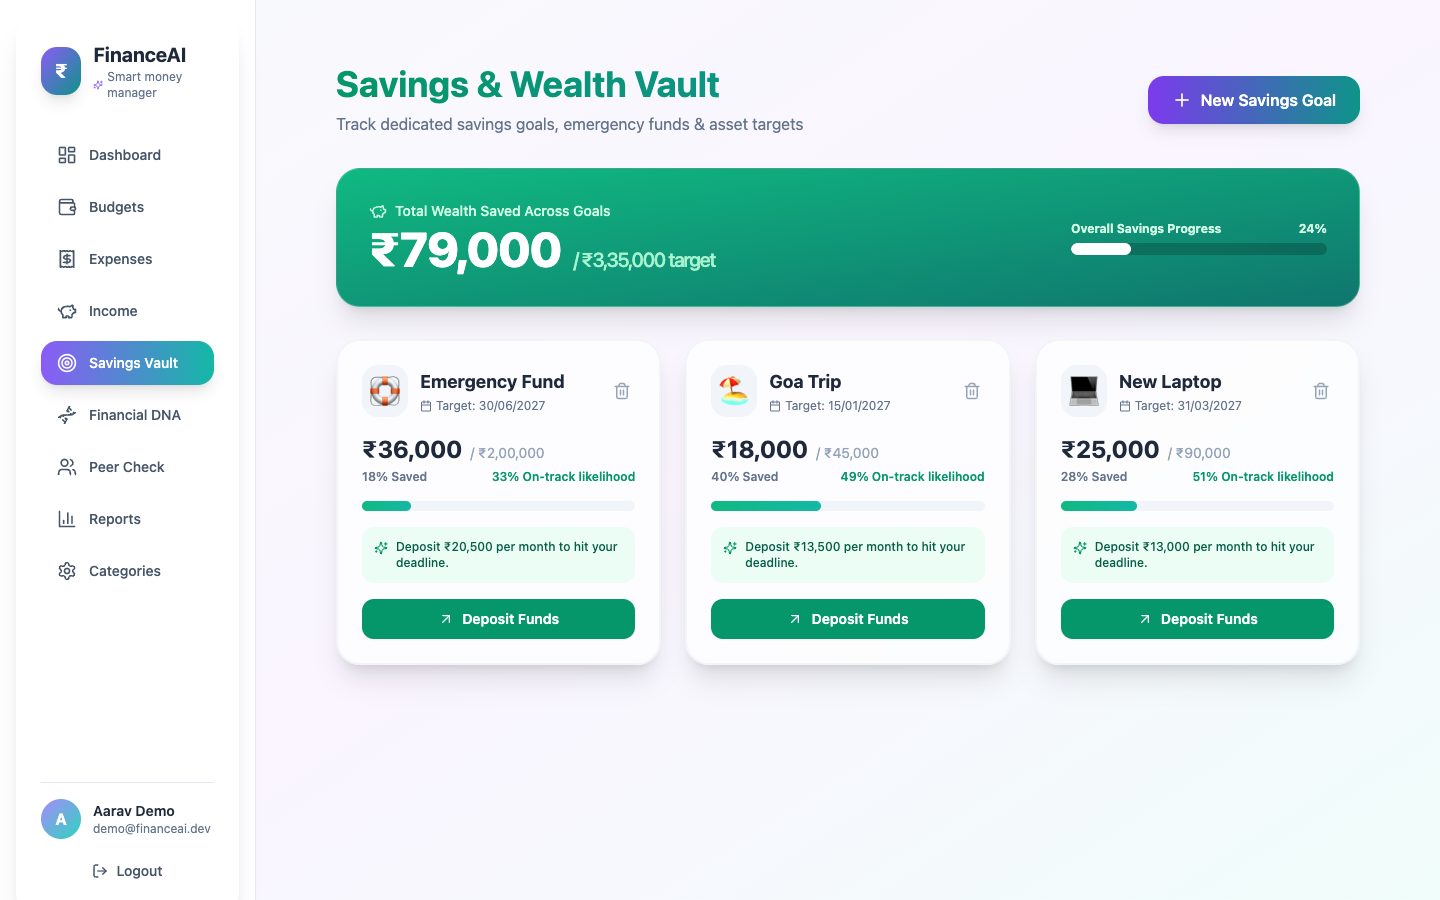 ₹
FinanceAI
Smart money
manager
Dashboard
Budgets
Expenses
Income
Savings Vault
Financial DNA
Peer Check
Reports
Categories
A
Aarav Demo
demo@financeai.dev
Logout
Savings & Wealth Vault
Track dedicated savings goals, emergency funds & asset targets
New Savings Goal
Total Wealth Saved Across Goals
₹79,000 / ₹3,35,000 target
Overall Savings Progress 24%
Emergency Fund
Target: 30/06/2027
₹36,000 / ₹2,00,000
18% Saved 33% On-track likelihood
Deposit ₹20,500 per month to hit your
deadline.
Deposit Funds
Goa Trip
Target: 15/01/2027
₹18,000 / ₹45,000
40% Saved 49% On-track likelihood
Deposit ₹13,500 per month to hit your
deadline.
Deposit Funds
New Laptop
Target: 31/03/2027
₹25,000 / ₹90,000
28% Saved 51% On-track likelihood
Deposit ₹13,000 per month to hit your
deadline.
Deposit Funds